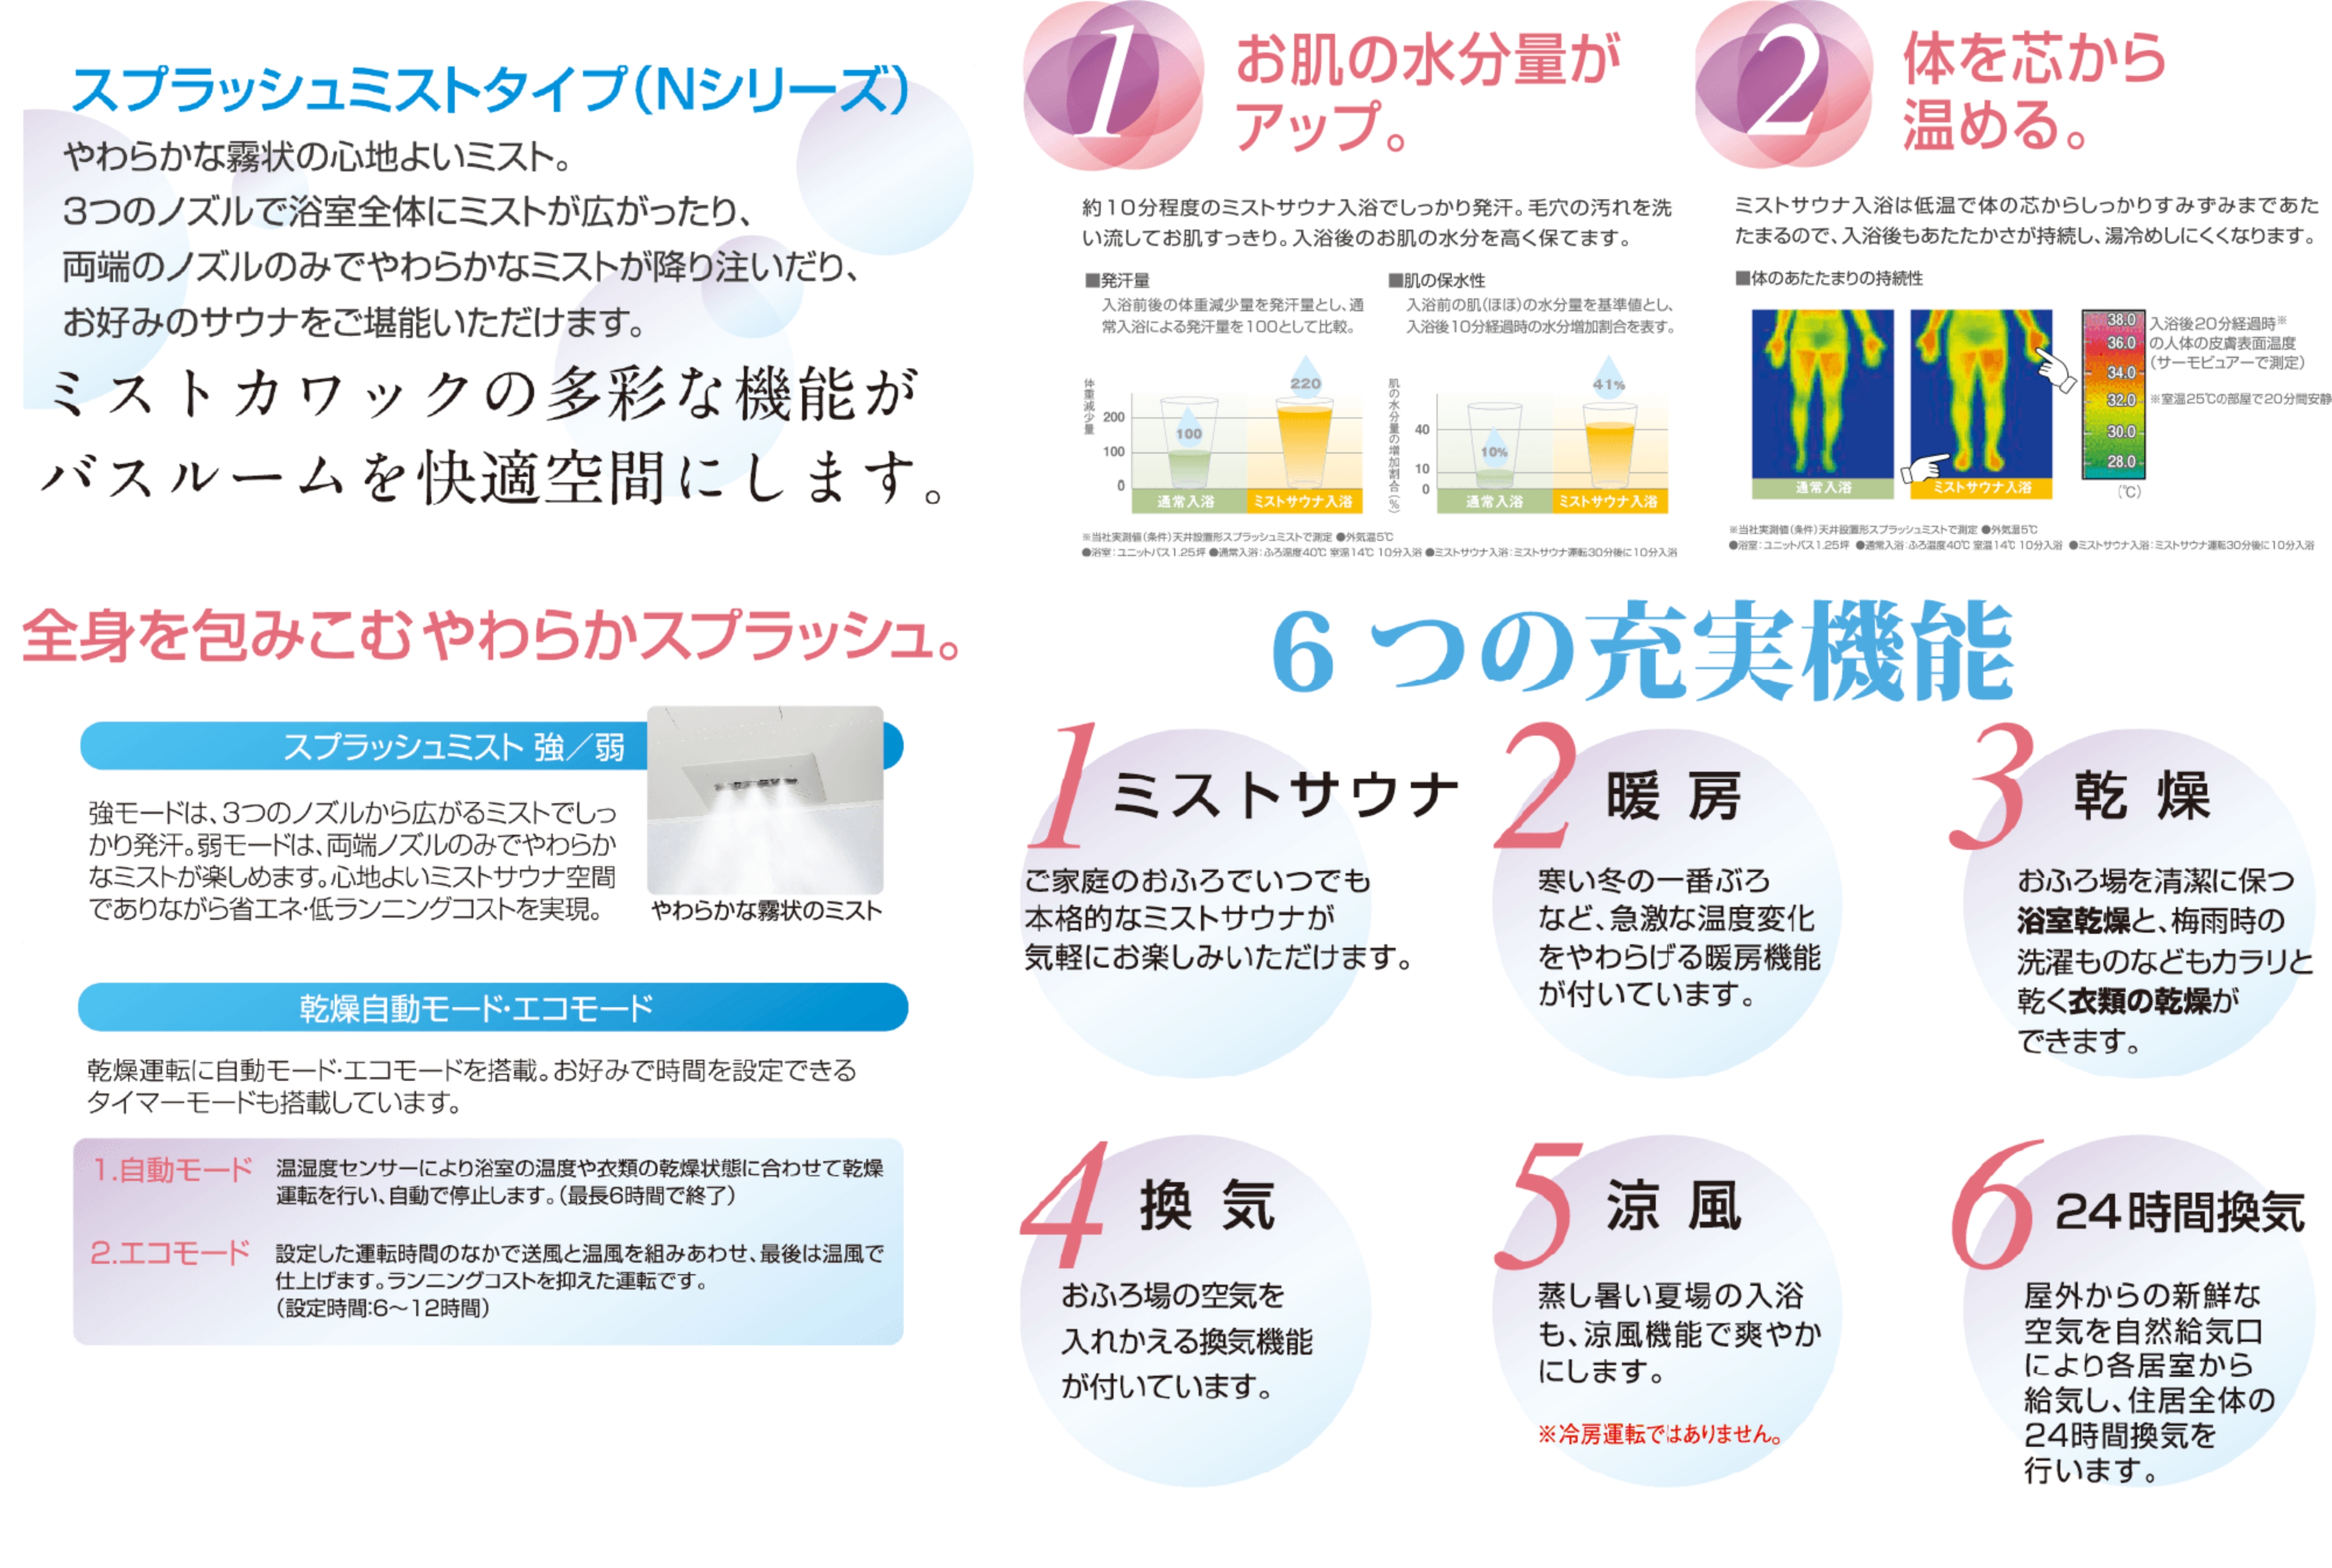 スプラッシュミストタイプ（Nシリーズ）
やわらかな霧状の心地よいミスト。
3つのノズルで浴室全体にミストが広がったり、
両端のノズルのみでやわらかなミストが降り注いだり、
お好みのサウナをご堪能いただけます。
ミストカワックの多彩な機能が
バスルームを快適空間にします。
1
お肌の水分量が
アップ。
約10分程度のミストサウナ入浴でしっかり発汗。毛穴の汚れを洗
い流してお肌すっきり。入浴後のお肌の水分を高く保てます。
■発汗量
入浴前後の体重減少量を発汗量とし、通
常入浴による発汗量を100として比較。
体重減少量
200
100
0
100
220
通常入浴
ミストサウナ入浴
■肌の保水性
入浴前の肌（ほほ）の水分量を基準値とし、
入浴後10分経過時の水分増加割合を表す。
肌の水分量の増加割合（％）
40
10
0
10%
41%
通常入浴
ミストサウナ入浴
※当社実測値（条件）天井設置形スプラッシュミストで測定 ●外気温5℃
●浴室：ユニットバス1.25坪 ●通常入浴：ふろ温度40℃ 室温14℃ 10分入浴 ●ミストサウナ入浴：ミストサウナ運転30分後に10分入浴
2
体を芯から
温める。
ミストサウナ入浴は低温で体の芯からしっかりすみずみまであた
たまるので、入浴後もあたたかさが持続し、湯冷めしにくくなります。
■体のあたたまりの持続性
通常入浴
ミストサウナ入浴
38.0
36.0
34.0
32.0
30.0
28.0
（℃）
入浴後20分経過時※
の人体の皮膚表面温度
（サーモビュアーで測定）
※室温25℃の部屋で20分間安静
※当社実測値（条件）天井設置形スプラッシュミストで測定 ●外気温5℃
●浴室：ユニットバス1.25坪 ●通常入浴：ふろ温度40℃ 室温14℃ 10分入浴 ●ミストサウナ入浴：ミストサウナ運転30分後に10分入浴
全身を包みこむやわらかスプラッシュ。
スプラッシュミスト 強／弱
強モードは、3つのノズルから広がるミストでしっ
かり発汗。弱モードは、両端ノズルのみでやわらか
なミストが楽しめます。心地よいミストサウナ空間
でありながら省エネ・低ランニングコストを実現。
やわらかな霧状のミスト
乾燥自動モード・エコモード
乾燥運転に自動モード・エコモードを搭載。お好みで時間を設定できる
タイマーモードも搭載しています。
1.自動モード
温湿度センサーにより浴室の温度や衣類の乾燥状態に合わせて乾燥
運転を行い、自動で停止します。（最長6時間で終了）
2.エコモード
設定した運転時間のなかで送風と温風を組みあわせ、最後は温風で
仕上げます。ランニングコストを抑えた運転です。
（設定時間:6～12時間）
6つの充実機能
1 ミストサウナ
ご家庭のおふろでいつでも
本格的なミストサウナが
気軽にお楽しみいただけます。
2 暖房
寒い冬の一番ぶろ
など、急激な温度変化
をやわらげる暖房機能
が付いています。
3 乾燥
おふろ場を清潔に保つ
浴室乾燥と、梅雨時の
洗濯ものなどもカラリと
乾く衣類の乾燥が
できます。
4 換気
おふろ場の空気を
入れかえる換気機能
が付いています。
5 涼風
蒸し暑い夏場の入浴
も、涼風機能で爽やか
にします。
※冷房運転ではありません。
6 24時間換気
屋外からの新鮮な
空気を自然給気口
により各居室から
給気し、住居全体の
24時間換気を
行います。